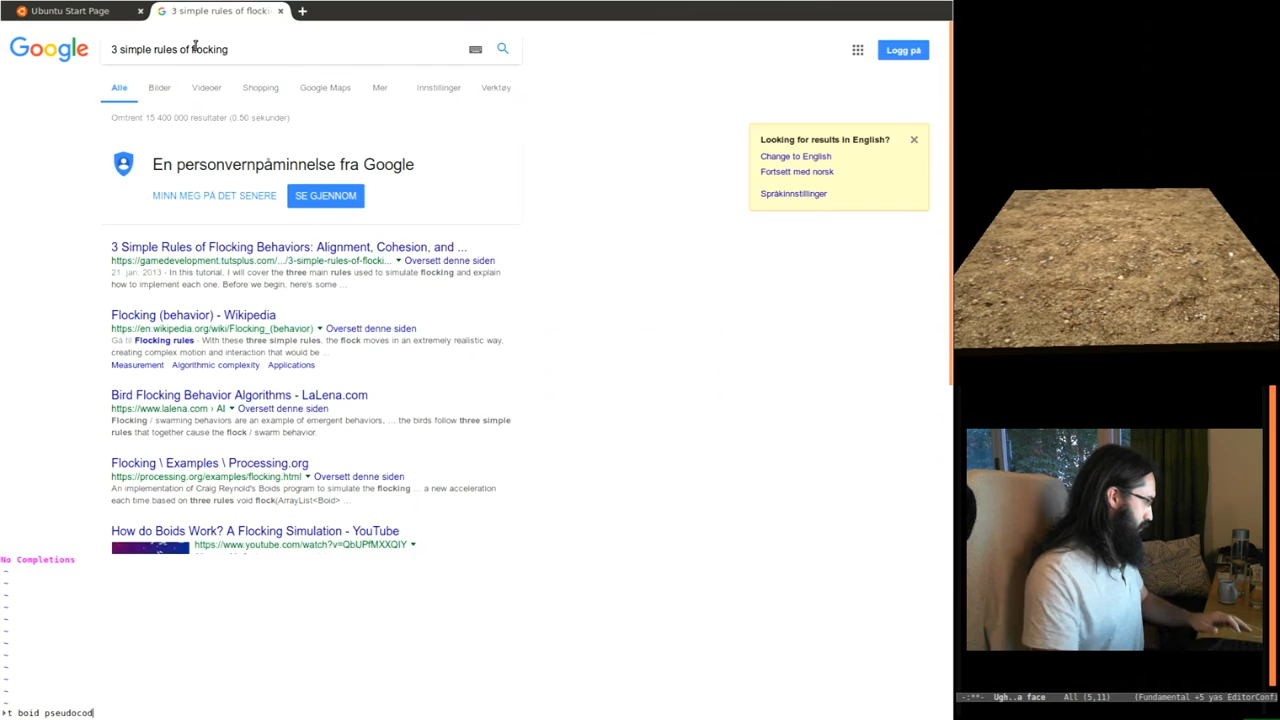 Ubuntu Start Page
3 simple rules of flocki
Google
3 simple rules of flocking
Logg på
Alle Bilder Videoer Shopping Google Maps Mer Innstillinger Verktøy
Omtrent 15 400 000 resultater (0.50 sekunder)
Looking for results in English?
Change to English
Fortsett med norsk
Språkinnstillinger
En personvernpåminnelse fra Google
MINN MEG PÅ DET SENERE SE GJENNOM
3 Simple Rules of Flocking Behaviors: Alignment, Cohesion, and ...
https://gamedevelopment.tutsplus.com/.../3-simple-rules-of-flocki... Oversett denne siden
21 jan. 2013 - In this tutorial, I will cover the three main rules used to simulate flocking and explain
how to implement each one. Before we begin, here's some ...
Flocking (behavior) - Wikipedia
https://en.wikipedia.org/wiki/Flocking_(behavior) Oversett denne siden
Gå til Flocking rules - With these three simple rules, the flock moves in an extremely realistic way,
creating complex motion and interaction that would be ...
Measurement Algorithmic complexity Applications
Bird Flocking Behavior Algorithms - LaLena.com
https://www.lalena.com › AI Oversett denne siden
Flocking / swarming behaviors are an example of emergent behaviors, ... the birds follow three simple
rules that together cause the flock / swarm behavior.
Flocking \ Examples \ Processing.org
https://processing.org/examples/flocking.html Oversett denne siden
An implementation of Craig Reynold's Boids program to simulate the flocking ... a new acceleration
each time based on three rules void flock(ArrayList<Boid> ...
How do Boids Work? A Flocking Simulation - YouTube
https://www.youtube.com/watch?v=QbUPfMXXQIY
No Completions
~
~
~
~
~
~
~
~
~
~
~
~
t boid pseudocod
-:**- Ugh..a face All (5,11) (Fundamental +5 yas EditorConfi